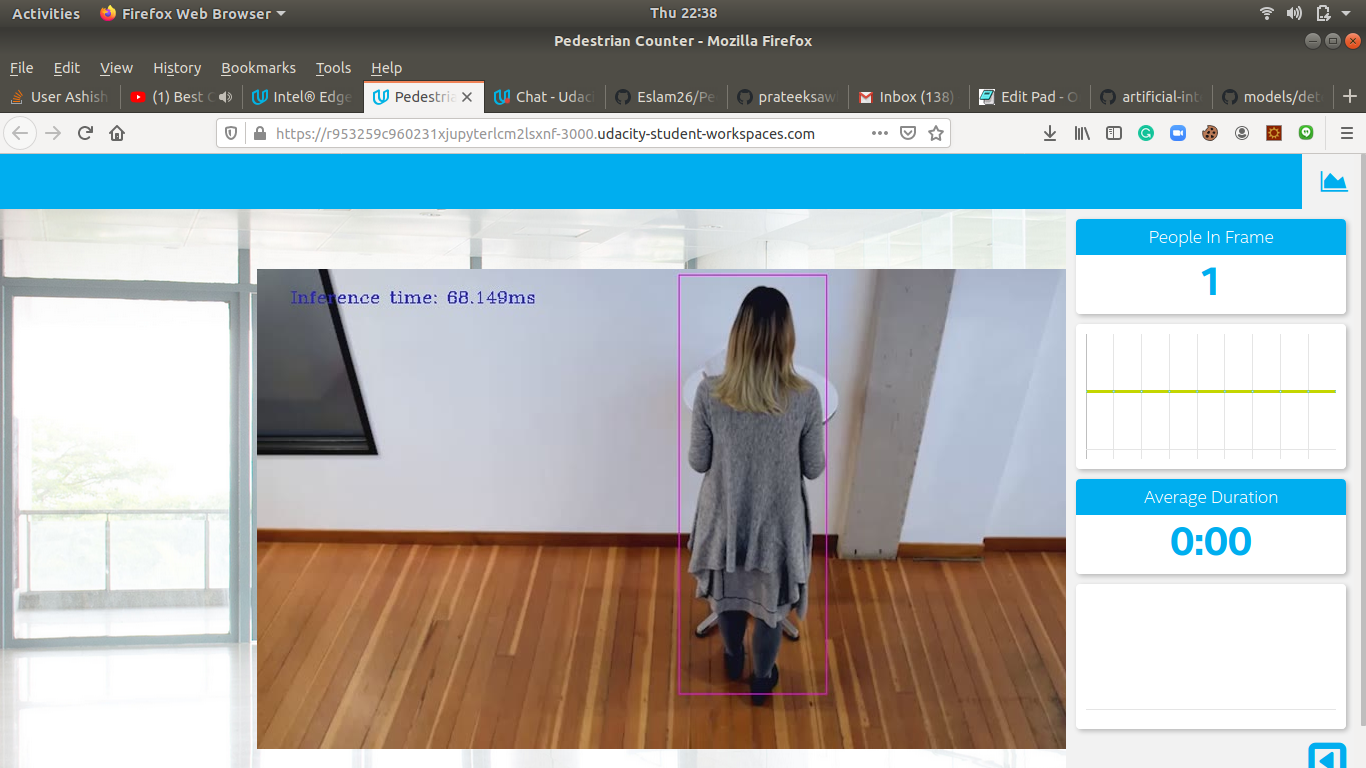 Activities Firefox Web Browser Thu 22:38
Pedestrian Counter - Mozilla Firefox
File Edit View History Bookmarks Tools Help
User Ashish (1) Best Intel® Edge Pedestria Chat - Udac Eslam26/Pe prateeksaw Inbox (138) Edit Pad - O artificial-int models/det
https://r953259c960231xjupyterlcm2lsxnf-3000.udacity-student-workspaces.com
People In Frame
1
Inference time: 68.149ms
Average Duration
0:00